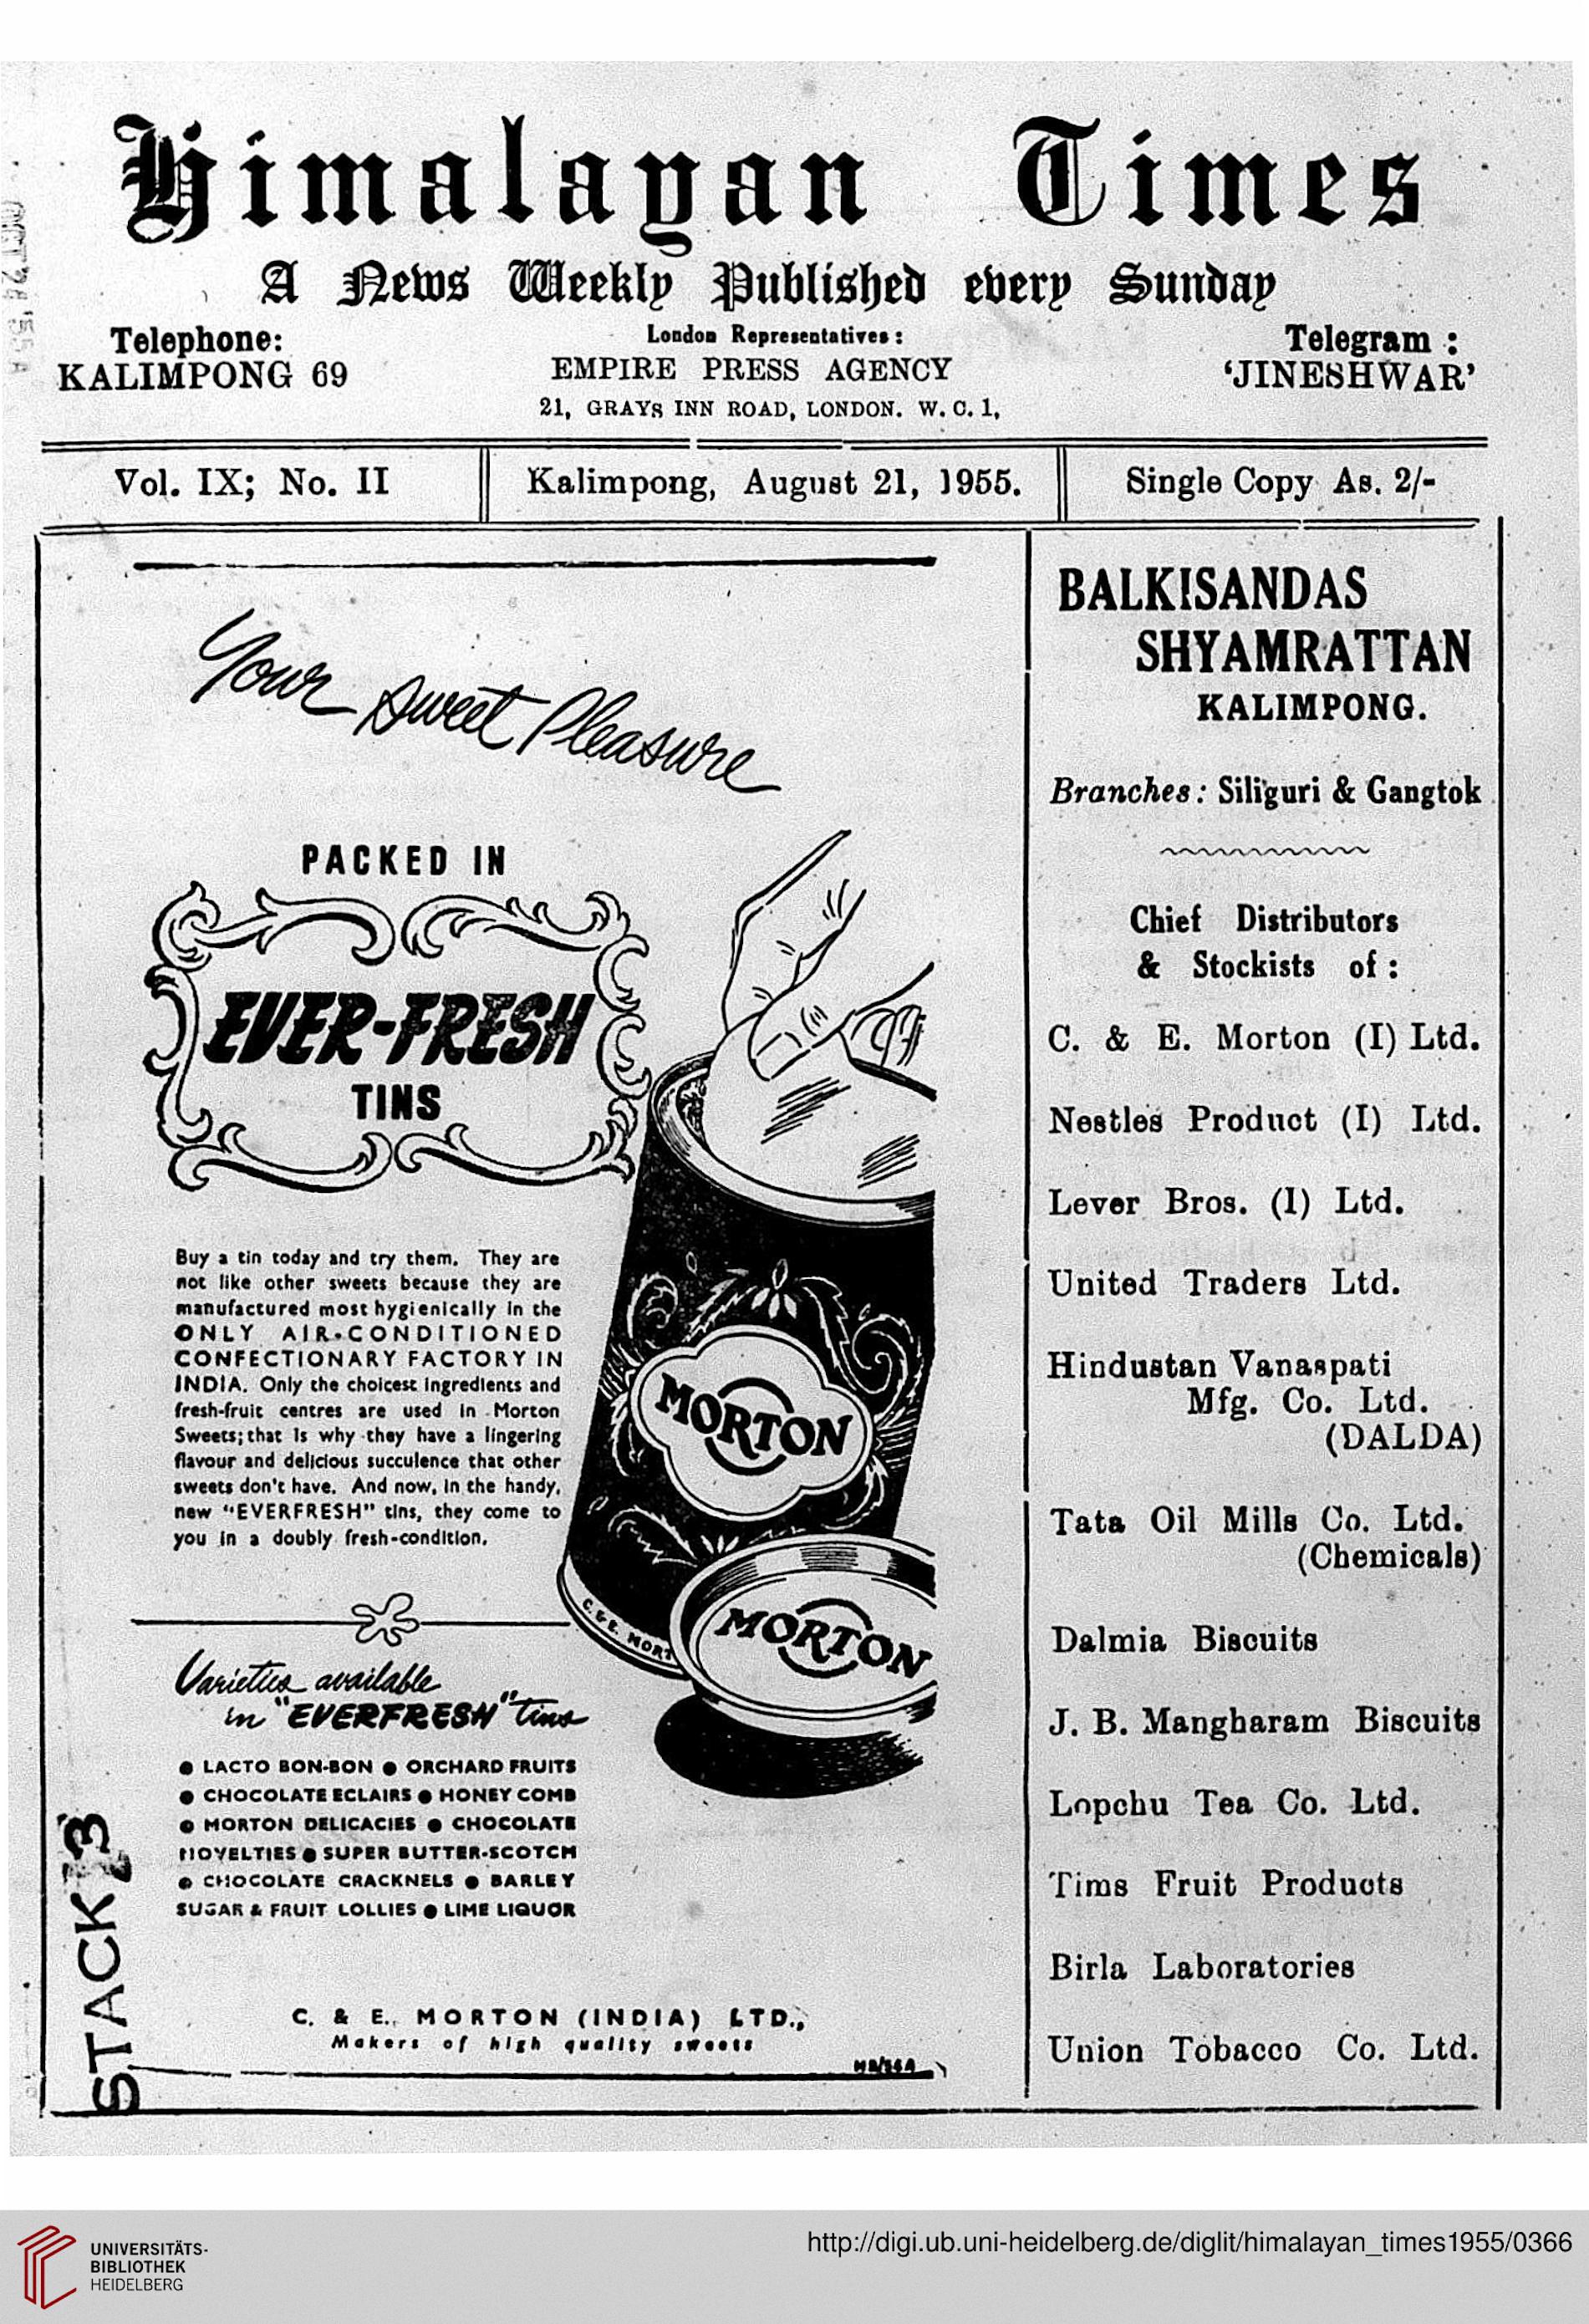 Himalayan Times
A News Weekly Published every Sunday
Telephone:
KALIMPONG 69
London Representatives:
EMPIRE PRESS AGENCY
21, GRAYS INN ROAD, LONDON. W. C. 1,
Telegram :
‘JINESHWAR’
Vol. IX; No. II
Kalimpong, August 21, 1955.
Single Copy As. 2/-
Your Sweet Pleasure
PACKED IN
EVER-FRESH
TINS
Buy a tin today and try them. They are
not like other sweets because they are
manufactured most hygienically in the
ONLY AIR-CONDITIONED
CONFECTIONARY FACTORY IN
INDIA. Only the choicest ingredients and
fresh-fruit centres are used in Morton
Sweets; that is why they have a lingering
flavour and delicious succulence that other
sweets don't have. And now, in the handy,
new "EVERFRESH" tins, they come to
you in a doubly fresh-condition.
MORTON
C. & E. MORT
MORTON
Varieties available
in "EVERFRESH" tins
● LACTO BON-BON ● ORCHARD FRUITS
● CHOCOLATE ECLAIRS ● HONEY COMB
● MORTON DELICACIES ● CHOCOLATE
NOVELTIES ● SUPER BUTTER-SCOTCH
● CHOCOLATE CRACKNELS ● BARLEY
SUGAR & FRUIT LOLLIES ● LIME LIQUOR
C. & E. MORTON (INDIA) LTD.,
Makers of high quality sweets
BALKISANDAS
SHYAMRATTAN
KALIMPONG.
Branches: Siliguri & Gangtok
Chief Distributors
& Stockists of :
C. & E. Morton (I) Ltd.
Nestles Product (I) Ltd.
Lever Bros. (I) Ltd.
United Traders Ltd.
Hindustan Vanaspati
Mfg. Co. Ltd.
(DALDA)
Tata Oil Mills Co. Ltd.
(Chemicals)
Dalmia Biscuits
J. B. Mangharam Biscuits
Lopchu Tea Co. Ltd.
Tims Fruit Products
Birla Laboratories
Union Tobacco Co. Ltd.
STACK 3
UNIVERSITÄTS-
BIBLIOTHEK
HEIDELBERG
http://digi.ub.uni-heidelberg.de/diglit/himalayan_times1955/0366